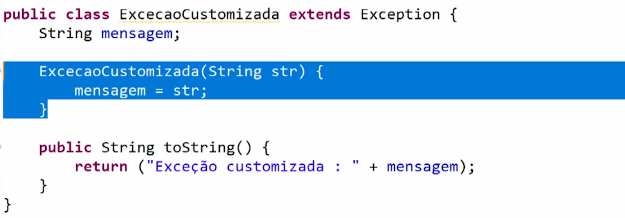 public class ExcecaoCustomizada extends Exception {
String mensagem;
ExcecaoCustomizada(String str) {
mensagem = str;
}
public String toString() {
return ("Exceção customizada : " + mensagem);
}
}